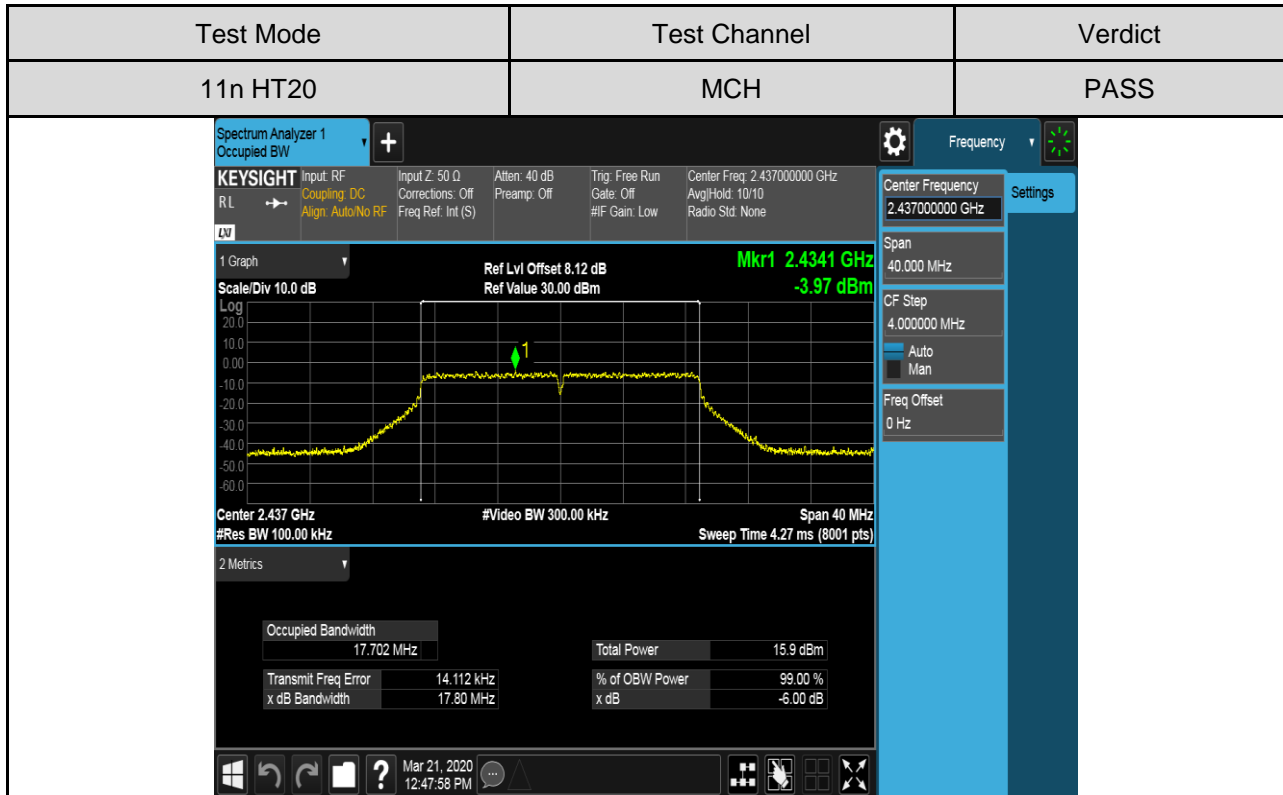 Test Mode Test Channel Verdict
11n HT20 MCH PASS
Spectrum Analyzer 1
Occupied BW
+
Frequency
KEYSIGHT Input: RF Input Z: 50 Ω Atten: 40 dB Trig: Free Run Center Freq: 2.437000000 GHz
RL Coupling: DC Corrections: Off Preamp: Off Gate: Off Avg|Hold: 10/10
Align: Auto/No RF Freq Ref: Int (S) #IF Gain: Low Radio Std: None
LXI
1 Graph Ref Lvl Offset 8.12 dB Mkr1 2.4341 GHz
Scale/Div 10.0 dB Ref Value 30.00 dBm -3.97 dBm
Log
20.0
10.0
1
0.00
-10.0
-20.0
-30.0
-40.0
-50.0
-60.0
Center 2.437 GHz #Video BW 300.00 kHz Span 40 MHz
#Res BW 100.00 kHz Sweep Time 4.27 ms (8001 pts)
2 Metrics
Occupied Bandwidth
17.702 MHz Total Power 15.9 dBm
Transmit Freq Error 14.112 kHz % of OBW Power 99.00 %
x dB Bandwidth 17.80 MHz x dB -6.00 dB
Center Frequency
2.437000000 GHz
Settings
Span
40.000 MHz
CF Step
4.000000 MHz
Auto
Man
Freq Offset
0 Hz
? Mar 21, 2020
12:47:58 PM